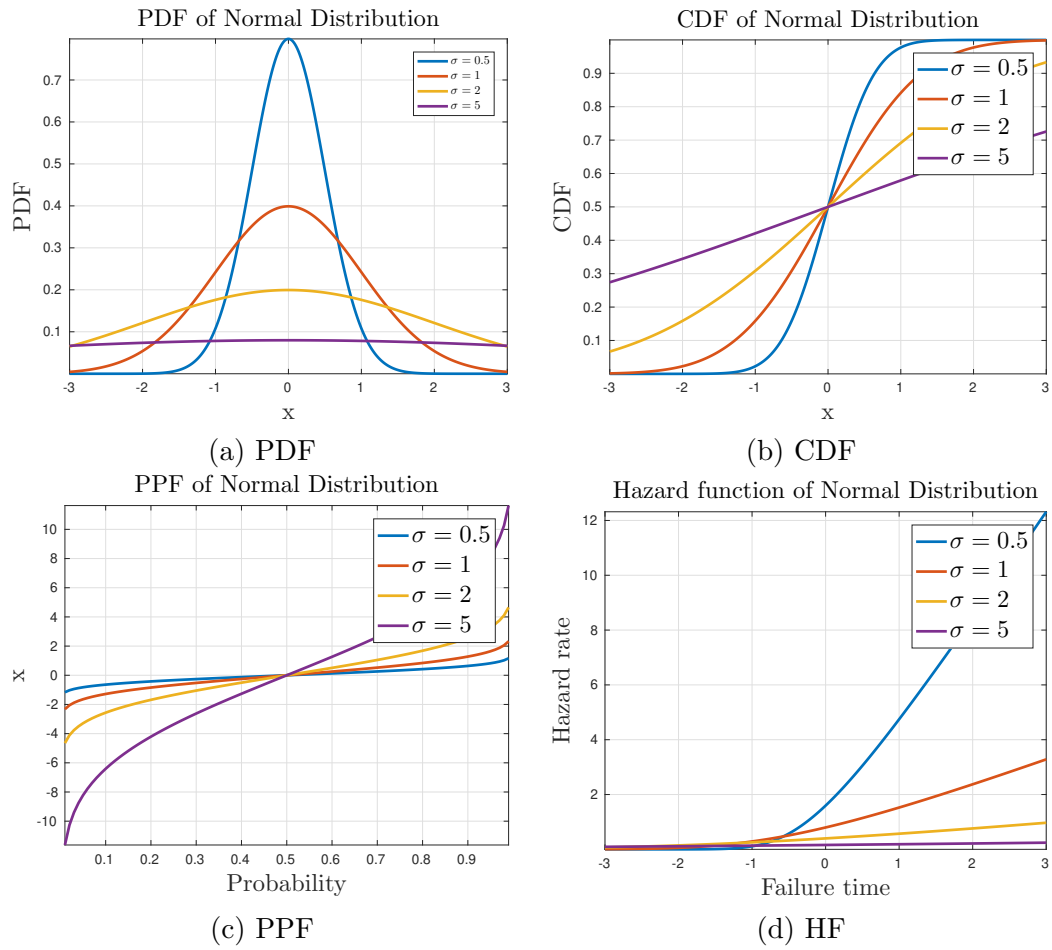 PDF of Normal Distribution
0.7
0.6
0.5
0.4
0.3
0.2
0.1
PDF
σ = 0.5
σ = 1
σ = 2
σ = 5
-3 -2 -1 0 1 2 3
x
(a) PDF
CDF of Normal Distribution
0.9
0.8
0.7
0.6
0.5
0.4
0.3
0.2
0.1
CDF
σ = 0.5
σ = 1
σ = 2
σ = 5
-3 -2 -1 0 1 2 3
x
(b) CDF
PPF of Normal Distribution
10
8
6
4
2
0
-2
-4
-6
-8
-10
x
σ = 0.5
σ = 1
σ = 2
σ = 5
0.1 0.2 0.3 0.4 0.5 0.6 0.7 0.8 0.9
Probability
(c) PPF
Hazard function of Normal Distribution
12
10
8
6
4
2
Hazard rate
σ = 0.5
σ = 1
σ = 2
σ = 5
-3 -2 -1 0 1 2 3
Failure time
(d) HF